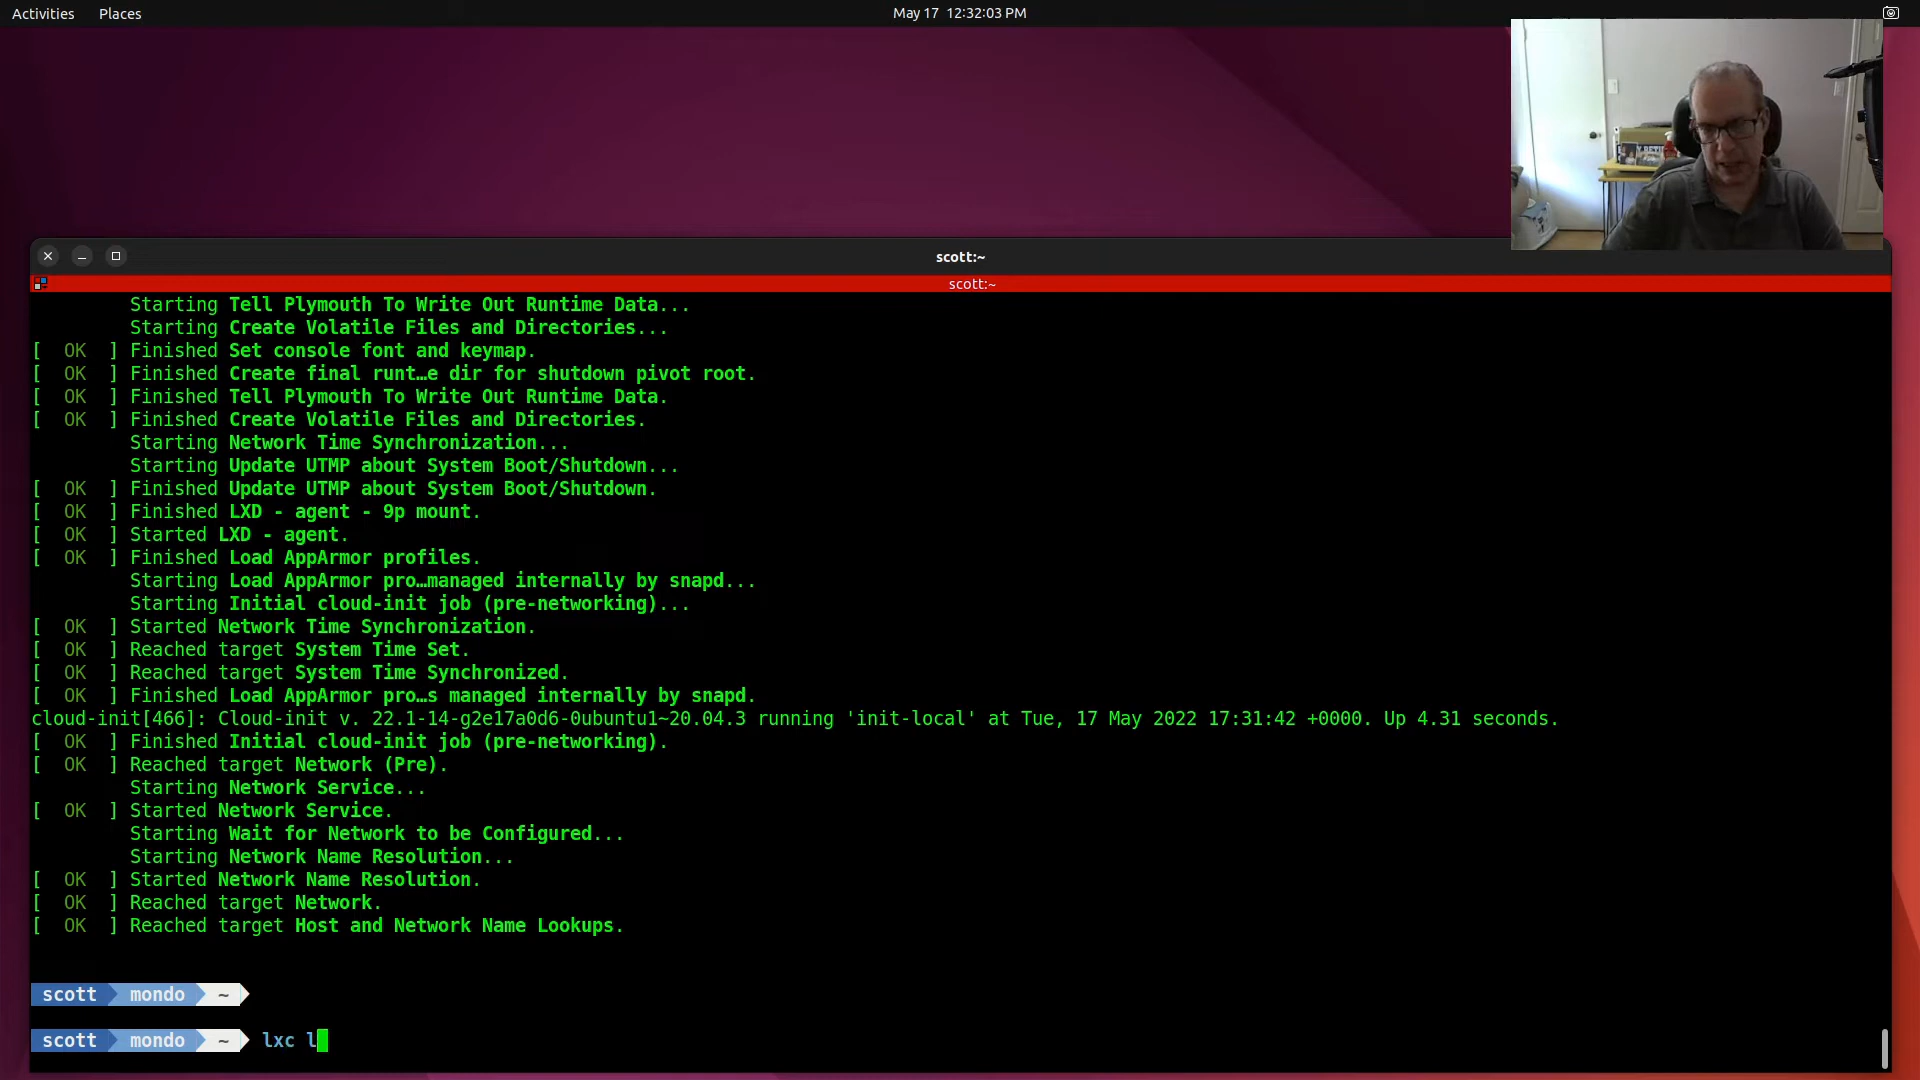 Activities Places May 17 12:32:03 PM
scott:~
scott:~
Starting Tell Plymouth To Write Out Runtime Data...
Starting Create Volatile Files and Directories...
[ OK ] Finished Set console font and keymap.
[ OK ] Finished Create final runt…e dir for shutdown pivot root.
[ OK ] Finished Tell Plymouth To Write Out Runtime Data.
[ OK ] Finished Create Volatile Files and Directories.
Starting Network Time Synchronization...
Starting Update UTMP about System Boot/Shutdown...
[ OK ] Finished Update UTMP about System Boot/Shutdown.
[ OK ] Finished LXD - agent - 9p mount.
[ OK ] Started LXD - agent.
[ OK ] Finished Load AppArmor profiles.
Starting Load AppArmor pro…managed internally by snapd...
Starting Initial cloud-init job (pre-networking)...
[ OK ] Started Network Time Synchronization.
[ OK ] Reached target System Time Set.
[ OK ] Reached target System Time Synchronized.
[ OK ] Finished Load AppArmor pro…s managed internally by snapd.
cloud-init[466]: Cloud-init v. 22.1-14-g2e17a0d6-0ubuntu1~20.04.3 running 'init-local' at Tue, 17 May 2022 17:31:42 +0000. Up 4.31 seconds.
[ OK ] Finished Initial cloud-init job (pre-networking).
[ OK ] Reached target Network (Pre).
Starting Network Service...
[ OK ] Started Network Service.
Starting Wait for Network to be Configured...
Starting Network Name Resolution...
[ OK ] Started Network Name Resolution.
[ OK ] Reached target Network.
[ OK ] Reached target Host and Network Name Lookups.
scott mondo ~
scott mondo ~ lxc l